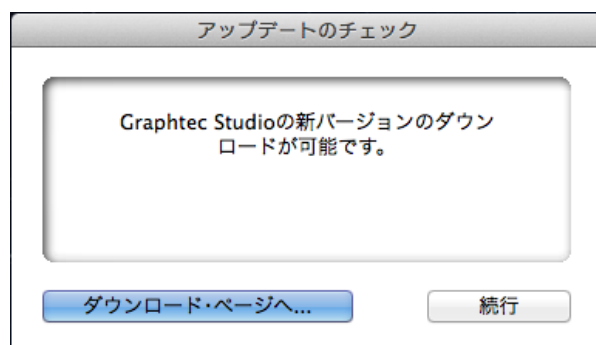 アップデートのチェック
Graphtec Studioの新バージョンのダウン
ロードが可能です。
ダウンロード・ページへ...
続行